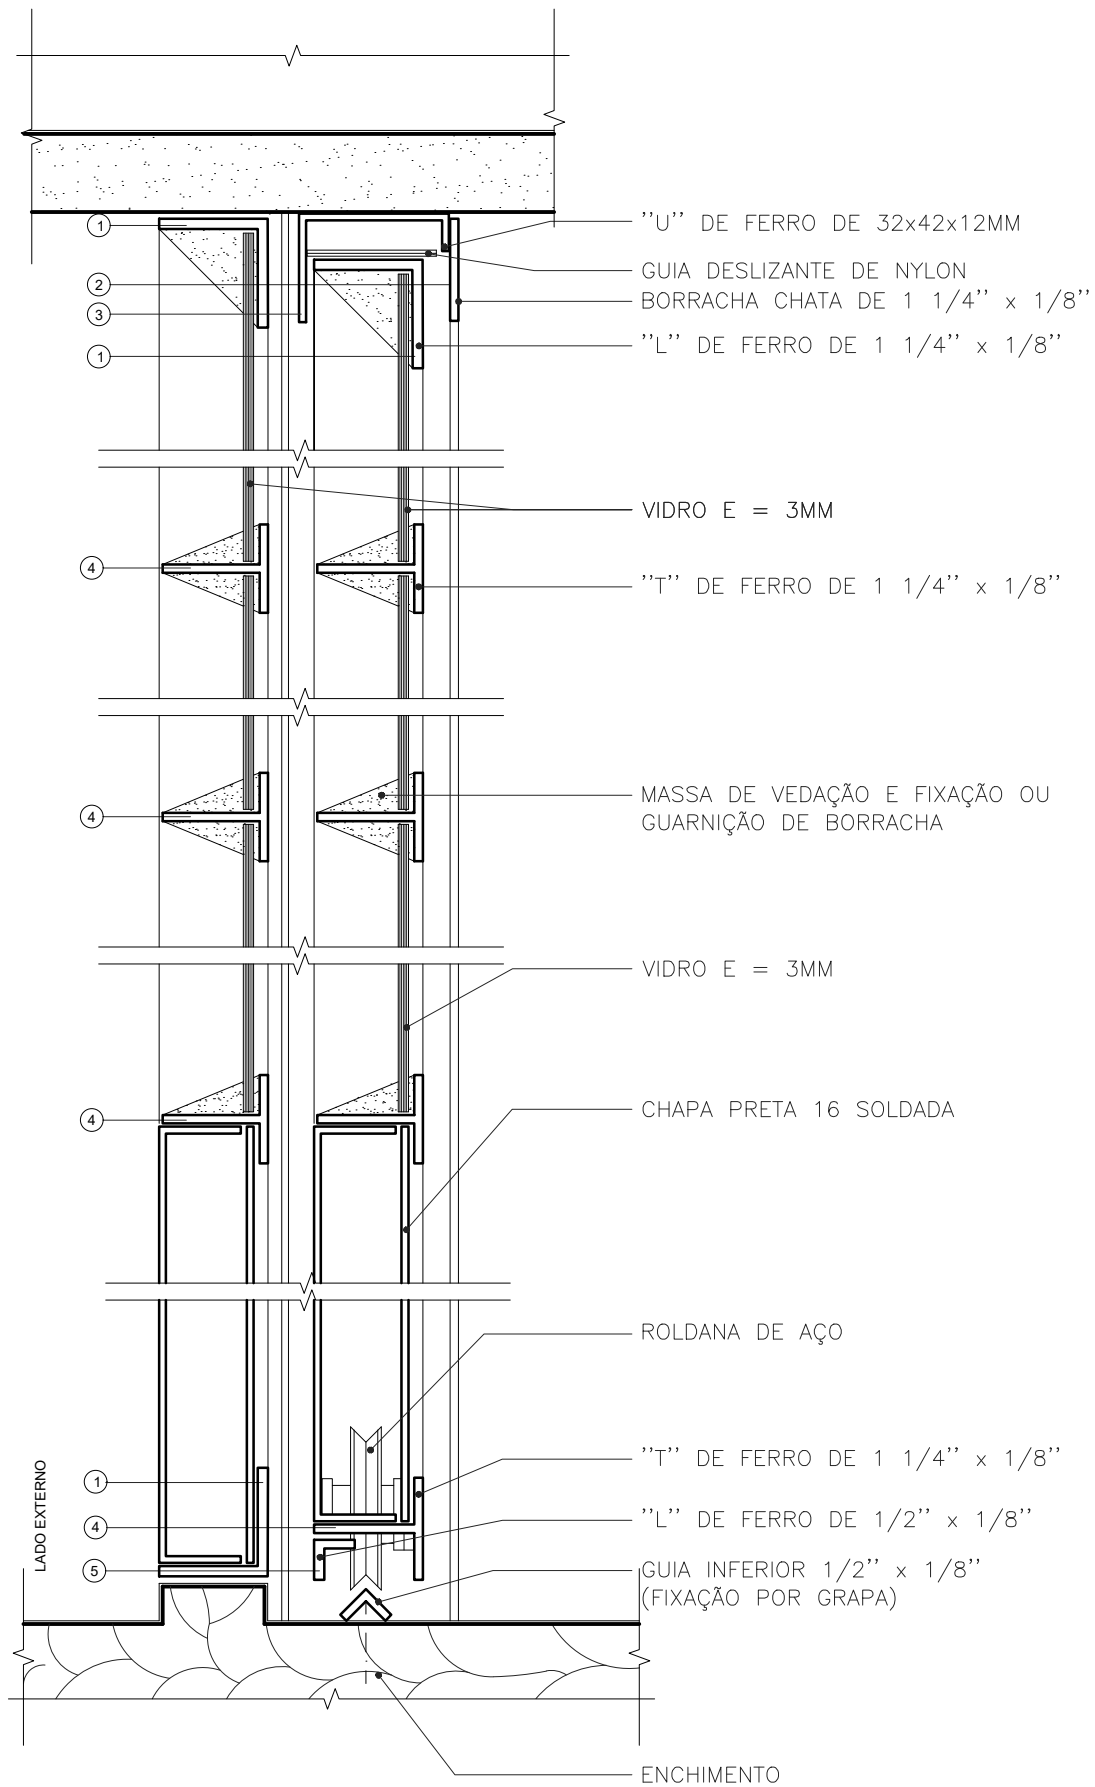 1
''U'' DE FERRO DE 32x42x12MM
GUIA DESLIZANTE DE NYLON
2
BORRACHA CHATA DE 1 1/4'' x 1/8''
3
''L'' DE FERRO DE 1 1/4'' x 1/8''
1
VIDRO E = 3MM
4
''T'' DE FERRO DE 1 1/4'' x 1/8''
MASSA DE VEDAÇÃO E FIXAÇÃO OU
GUARNIÇÃO DE BORRACHA
4
VIDRO E = 3MM
CHAPA PRETA 16 SOLDADA
4
ROLDANA DE AÇO
''T'' DE FERRO DE 1 1/4'' x 1/8''
1
LADO EXTERNO
''L'' DE FERRO DE 1/2'' x 1/8''
4
GUIA INFERIOR 1/2'' x 1/8''
(FIXAÇÃO POR GRAPA)
5
ENCHIMENTO